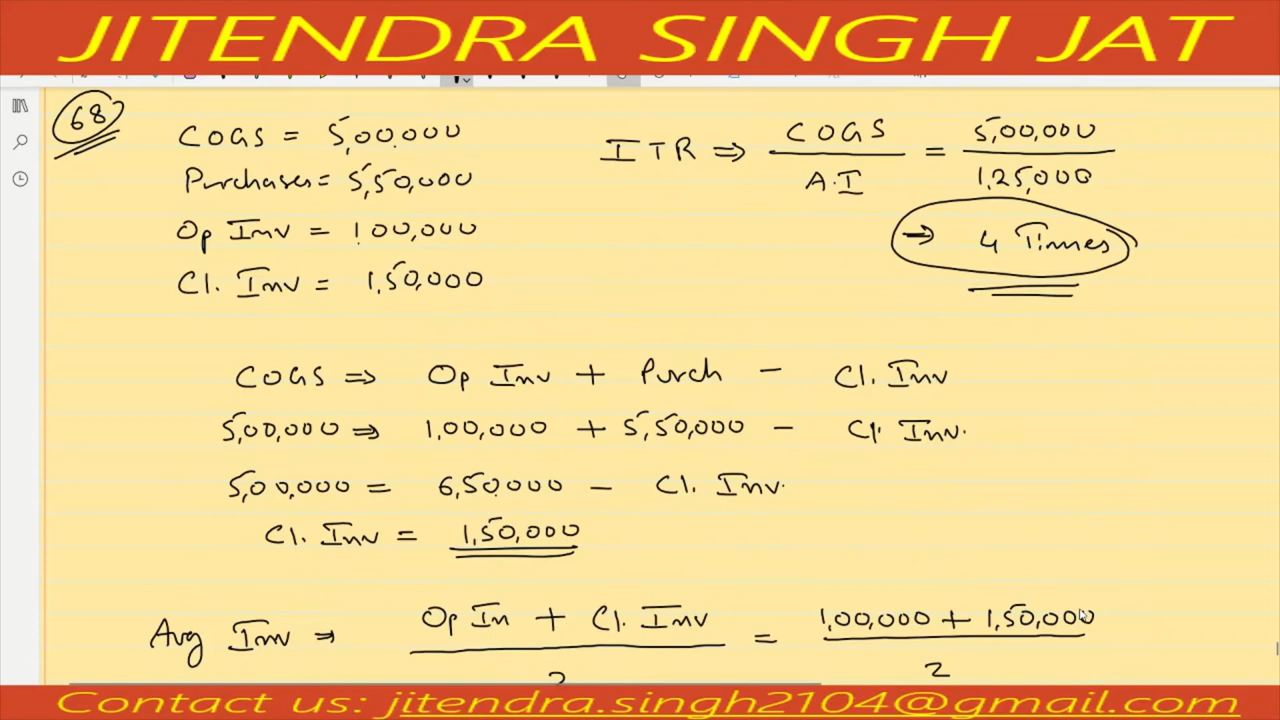 JITENDRA SINGH JAT
68
COGS = 5,00,000
Purchases = 5,50,000
Op Inv = 1,00,000
Cl. Inv = 1,50,000
ITR ⇒ COGS / A.I = 5,00,000 / 1,25,000
→ 4 Times
COGS ⇒ Op Inv + Purch - Cl. Inv
5,00,000 ⇒ 1,00,000 + 5,50,000 - Cl. Inv.
5,00,000 = 6,50,000 - Cl. Inv.
Cl. Inv = 1,50,000
Avg Inv ⇒ Op In + Cl. Inv / 2 = 1,00,000 + 1,50,000 / 2
Contact us: jitendra.singh2104@gmail.com